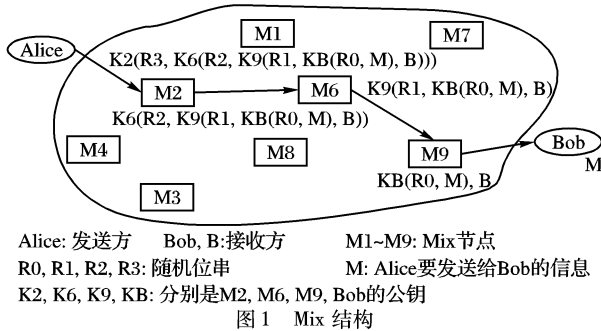 M1
M7
Alice
K2(R3, K6(R2, K9(R1, KB(R0, M), B)))
M2
M6
K9(R1, KB(R0, M), B)
K6(R2, K9(R1, KB(R0, M), B))
M4
M8
M9
Bob
M
KB(R0, M), B
M3
Alice: 发送方 Bob, B:接收方 M1~M9: Mix节点
R0, R1, R2, R3: 随机位串 M: Alice要发送给Bob的信息
K2, K6, K9, KB: 分别是M2, M6, M9, Bob的公钥
图 1 Mix 结构